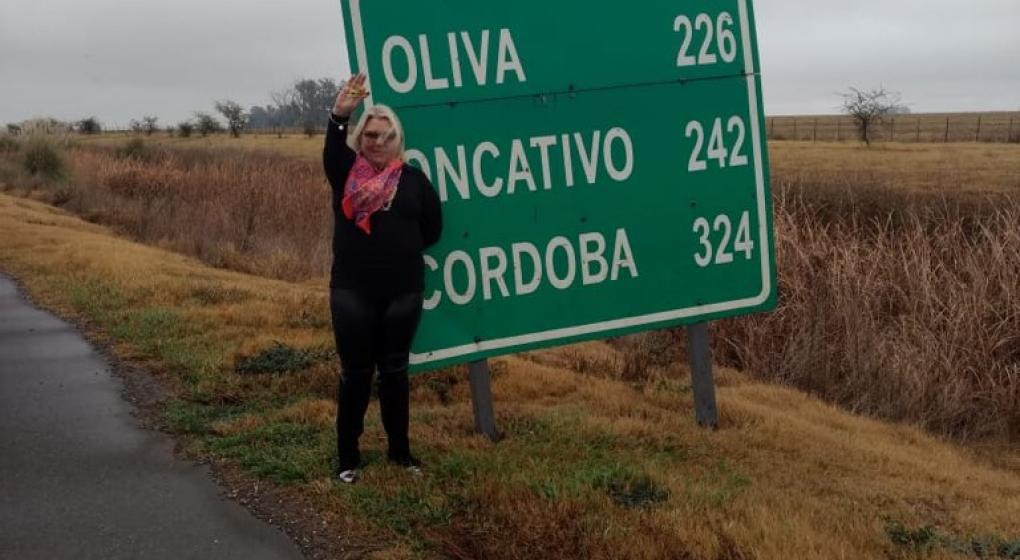 OLIVA 226
ONCATIVO 242
CORDOBA 324